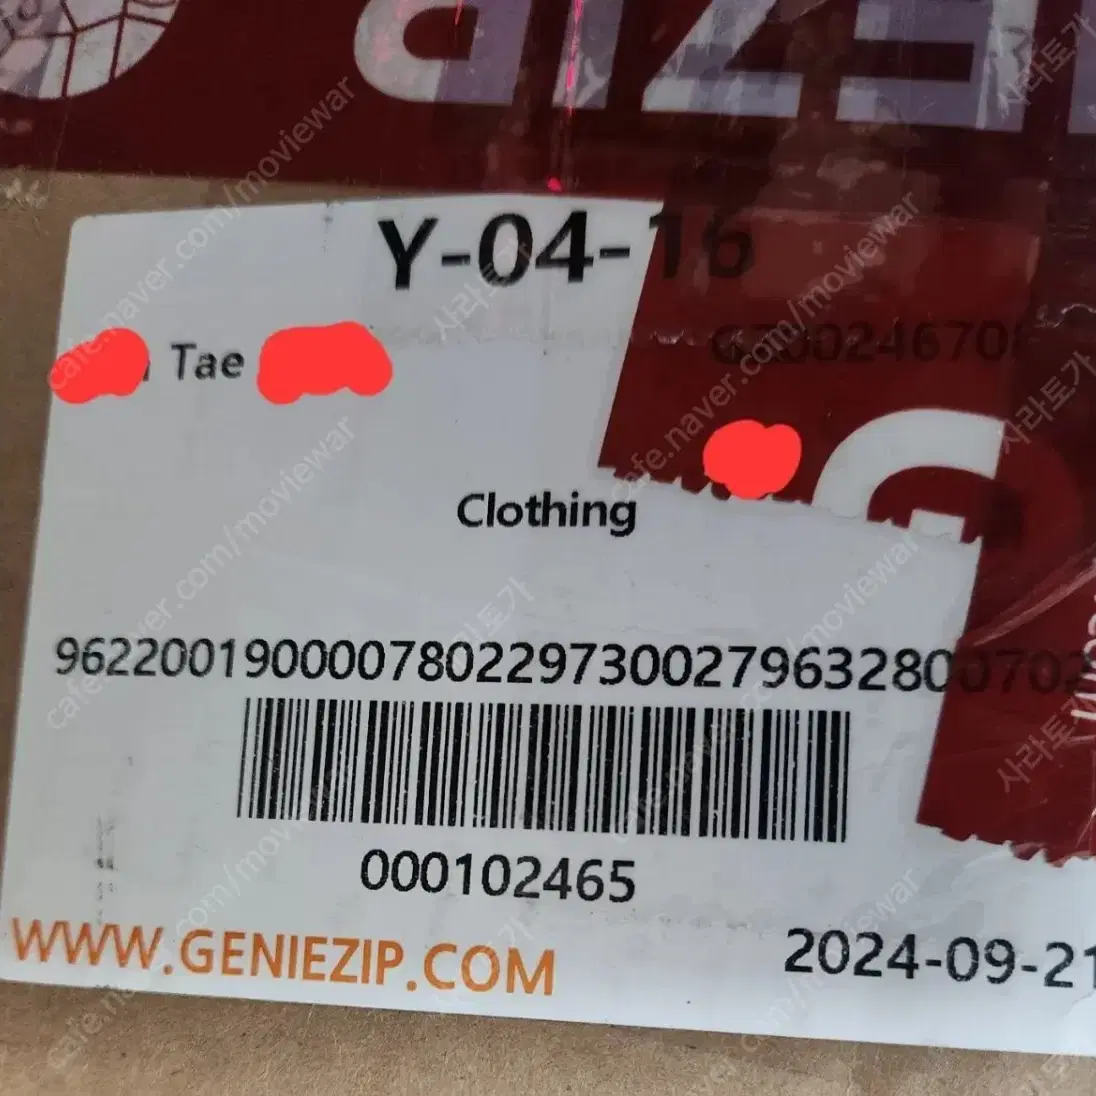 Y-04-16
Tae
GZ0024670
Clothing
9622001900007802297300279632800702
000102465
WWW.GENIEZIP.COM
2024-09-21
cafe.naver.com/moviewar
사라토가